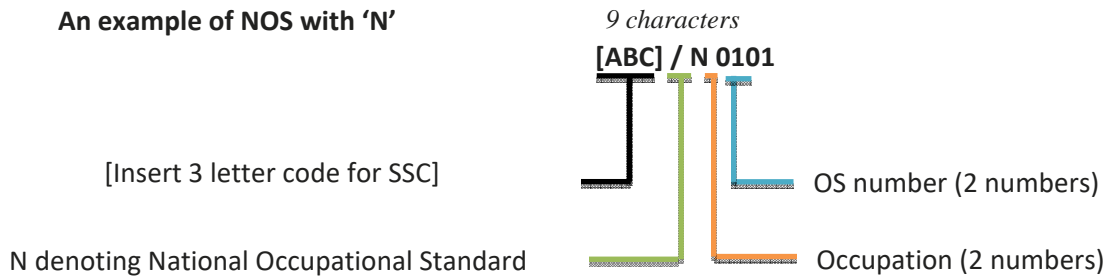 An example of NOS with ‘N’
9 characters
[ABC] / N 0101
[Insert 3 letter code for SSC]
OS number (2 numbers)
N denoting National Occupational Standard
Occupation (2 numbers)